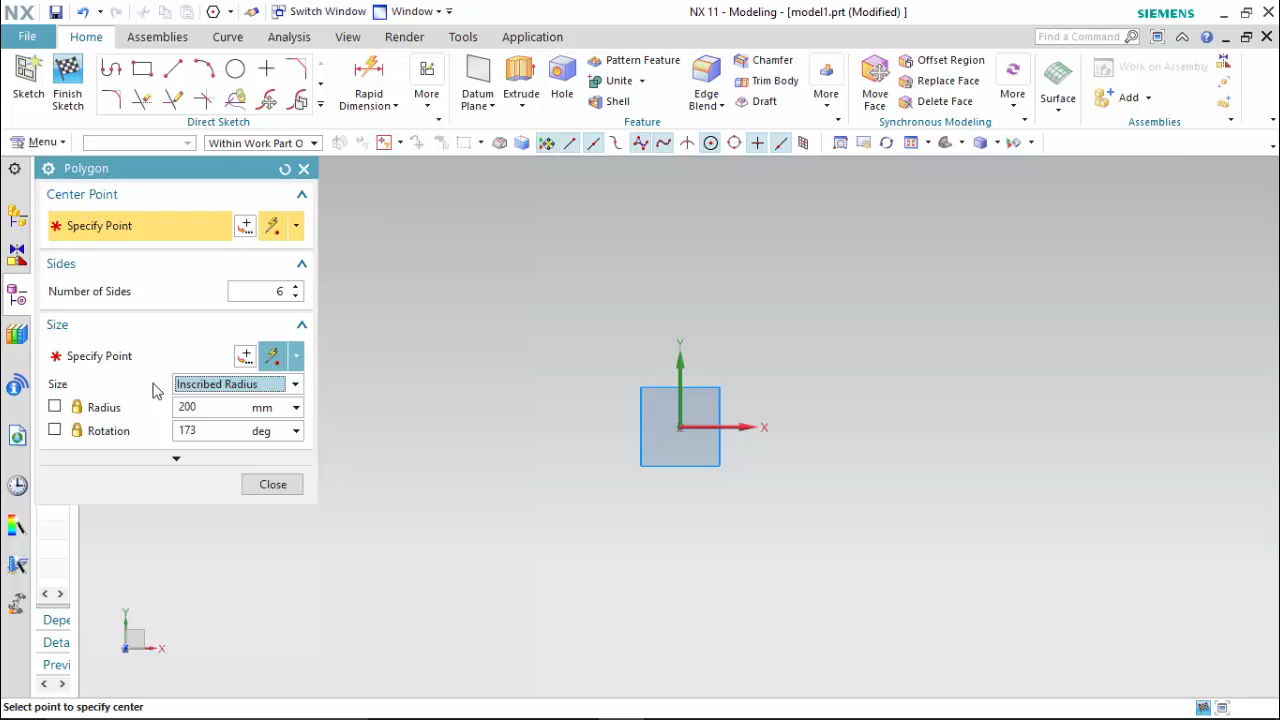 NX Switch Window Window NX 11 - Modeling - [model1.prt (Modified) ] SIEMENS
File Home Assemblies Curve Analysis View Render Tools Application Find a Command
Sketch Finish Sketch Rapid Dimension More Datum Plane Extrude Hole Pattern Feature Unite Shell Edge Blend Chamfer Trim Body Draft More Move Face Offset Region Replace Face Delete Face More Surface Work on Assembly Add
Direct Sketch Feature Synchronous Modeling Assemblies
Menu Within Work Part O
Polygon
Center Point
Specify Point
Sides
Number of Sides 6
Size
Specify Point
Size Inscribed Radius
Radius 200 mm
Rotation 173 deg
Close
Y
X
Y
X
Depe
Deta
Previ
Select point to specify center